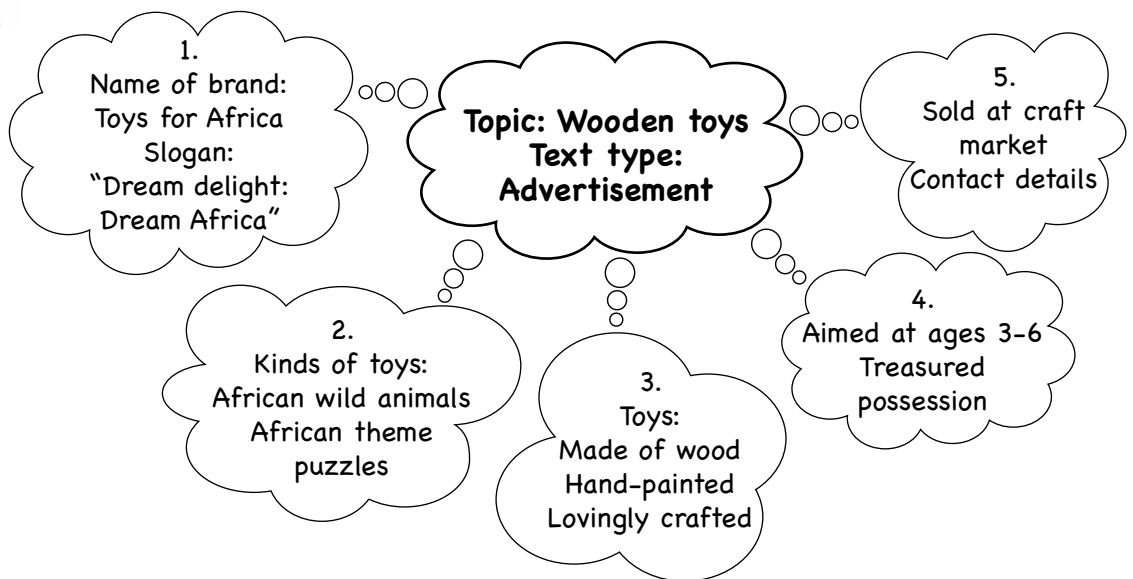 Topic: Wooden toys
Text type:
Advertisement
1.
Name of brand:
Toys for Africa
Slogan:
“Dream delight:
Dream Africa”
2.
Kinds of toys:
African wild animals
African theme
puzzles
3.
Toys:
Made of wood
Hand-painted
Lovingly crafted
4.
Aimed at ages 3-6
Treasured
possession
5.
Sold at craft
market
Contact details